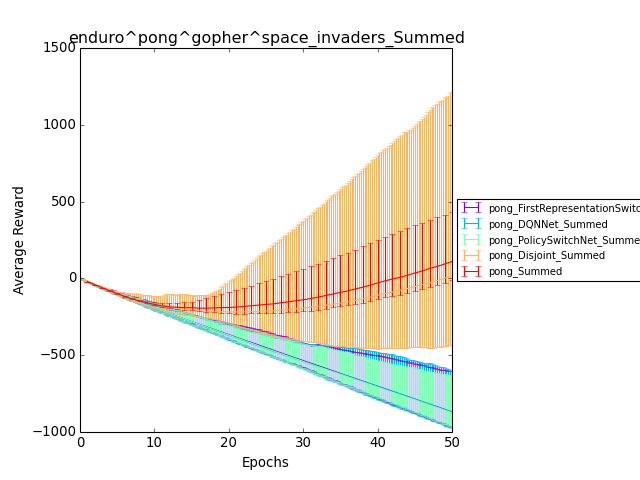 enduro^pong^gopher^space_invaders_Summed
1500
1000
500
0
−500
−1000
0
10
20
30
40
50
Average Reward
Epochs
pong_FirstRepresentationSwitc
pong_DQNNet_Summed
pong_PolicySwitchNet_Summe
pong_Disjoint_Summed
pong_Summed